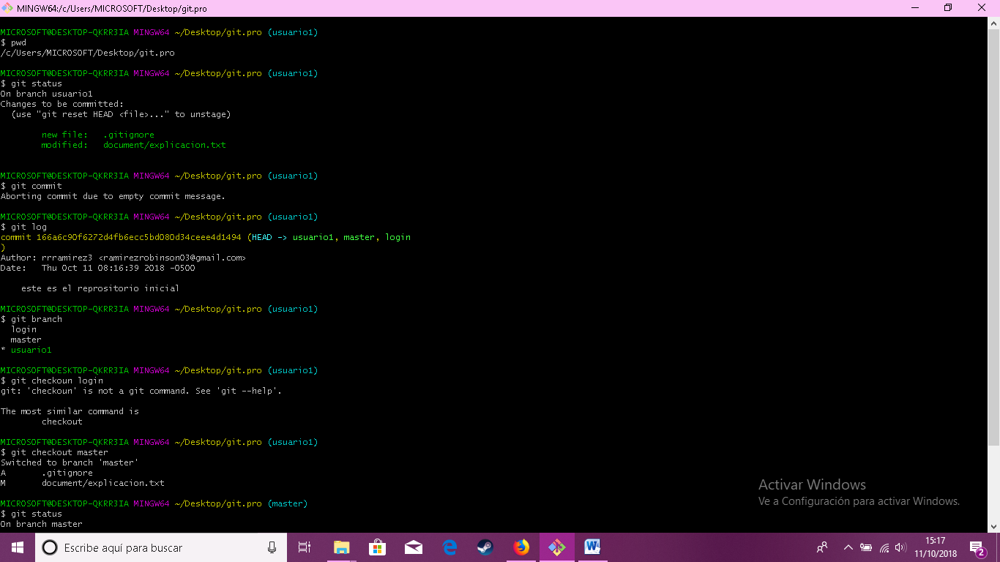 MINGW64:/c/Users/MICROSOFT/Desktop/git.pro
MICROSOFT@DESKTOP-QKRR3IA MINGW64 ~/Desktop/git.pro (usuario1)
$ pwd
/c/Users/MICROSOFT/Desktop/git.pro
MICROSOFT@DESKTOP-QKRR3IA MINGW64 ~/Desktop/git.pro (usuario1)
$ git status
On branch usuario1
Changes to be committed:
  (use "git reset HEAD <file>..." to unstage)
        new file:   .gitignore
        modified:   document/explicacion.txt
MICROSOFT@DESKTOP-QKRR3IA MINGW64 ~/Desktop/git.pro (usuario1)
$ git commit
Aborting commit due to empty commit message.
MICROSOFT@DESKTOP-QKRR3IA MINGW64 ~/Desktop/git.pro (usuario1)
$ git log
commit 166a6c90f6272d4fb6ecc5bd080d34ceee4d1494 (HEAD -> usuario1, master, login
)
Author: rrramirez3 <ramirezrobinson03@gmail.com>
Date:   Thu Oct 11 08:16:39 2018 -0500
    este es el reprositorio inicial
MICROSOFT@DESKTOP-QKRR3IA MINGW64 ~/Desktop/git.pro (usuario1)
$ git branch
  login
  master
* usuario1
MICROSOFT@DESKTOP-QKRR3IA MINGW64 ~/Desktop/git.pro (usuario1)
$ git checkoun login
git: 'checkoun' is not a git command. See 'git --help'.
The most similar command is
        checkout
MICROSOFT@DESKTOP-QKRR3IA MINGW64 ~/Desktop/git.pro (usuario1)
$ git checkout master
Switched to branch 'master'
A       .gitignore
M       document/explicacion.txt
MICROSOFT@DESKTOP-QKRR3IA MINGW64 ~/Desktop/git.pro (master)
$ git status
On branch master
Activar Windows
Ve a Configuración para activar Windows.
Escribe aquí para buscar
15:17
11/10/2018
2